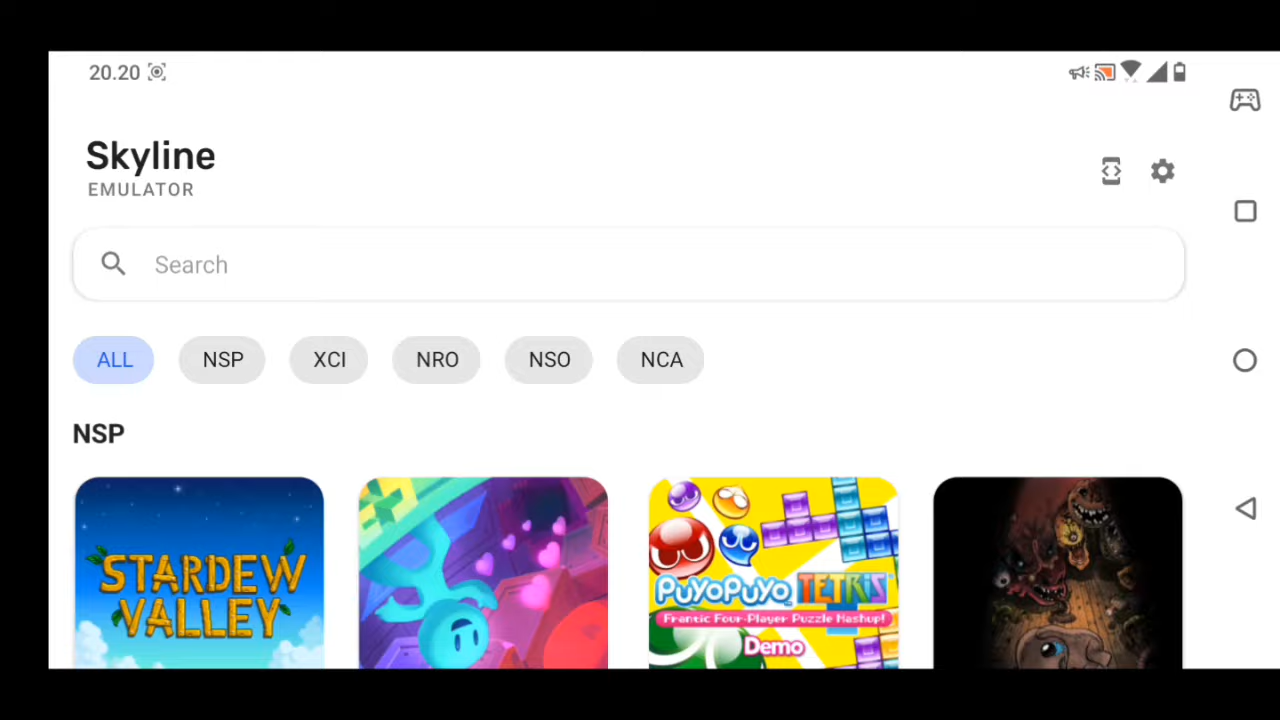 20.20
Skyline
EMULATOR
Search
ALL NSP XCI NRO NSO NCA
NSP
STARDEW
VALLEY
PUYOPUYO TETRIS
Frantic Four-Player Puzzle Mashup!
Demo